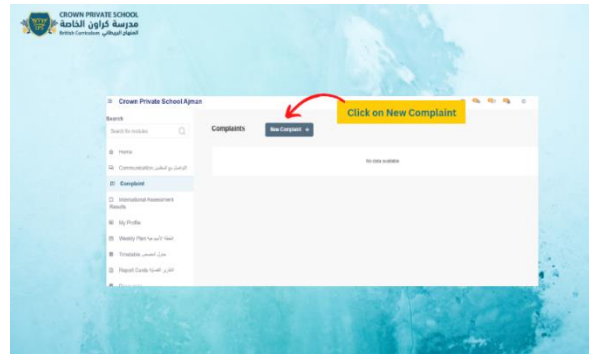 CROWN PRIVATE SCHOOL
مدرسة كراون الخاصة
British Curriculum المنهاج البريطاني
Crown Private School Ajman
Click on New Complaint
Search
Search for modules
Complaints
New Complaint +
No data available
Home
Communication التواصل مع المعلمين
Complaint
International Assessment
Results
My Profile
Weekly Plan الخطة الأسبوعية
Timetable جدول الحصص
Report Cards التقارير الفصلية